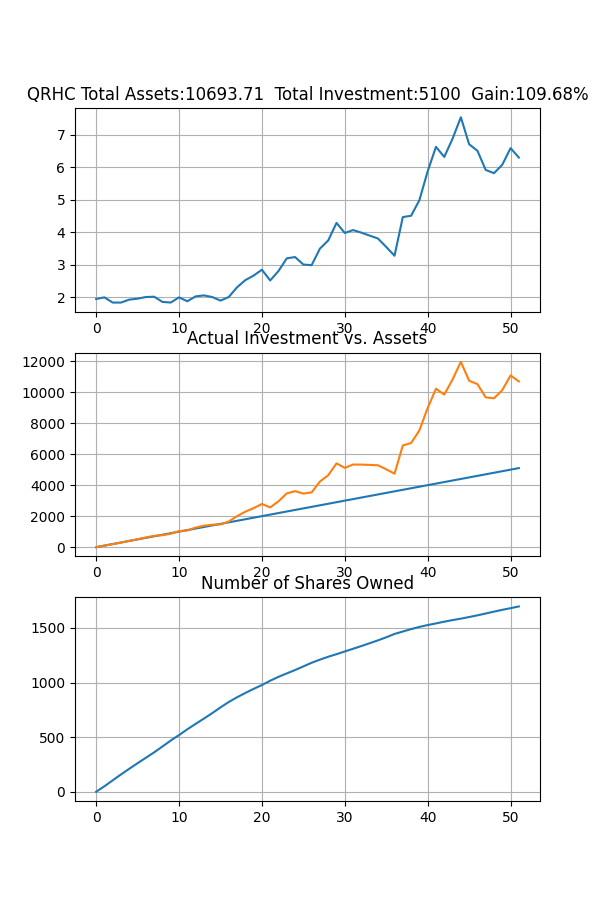 QRHC Total Assets:10693.71  Total Investment:5100  Gain:109.68%
7
6
5
4
3
2
0 10 20 30 40 50
Actual Investment vs. Assets
12000
10000
8000
6000
4000
2000
0
0 10 20 30 40 50
Number of Shares Owned
1500
1000
500
0
0 10 20 30 40 50